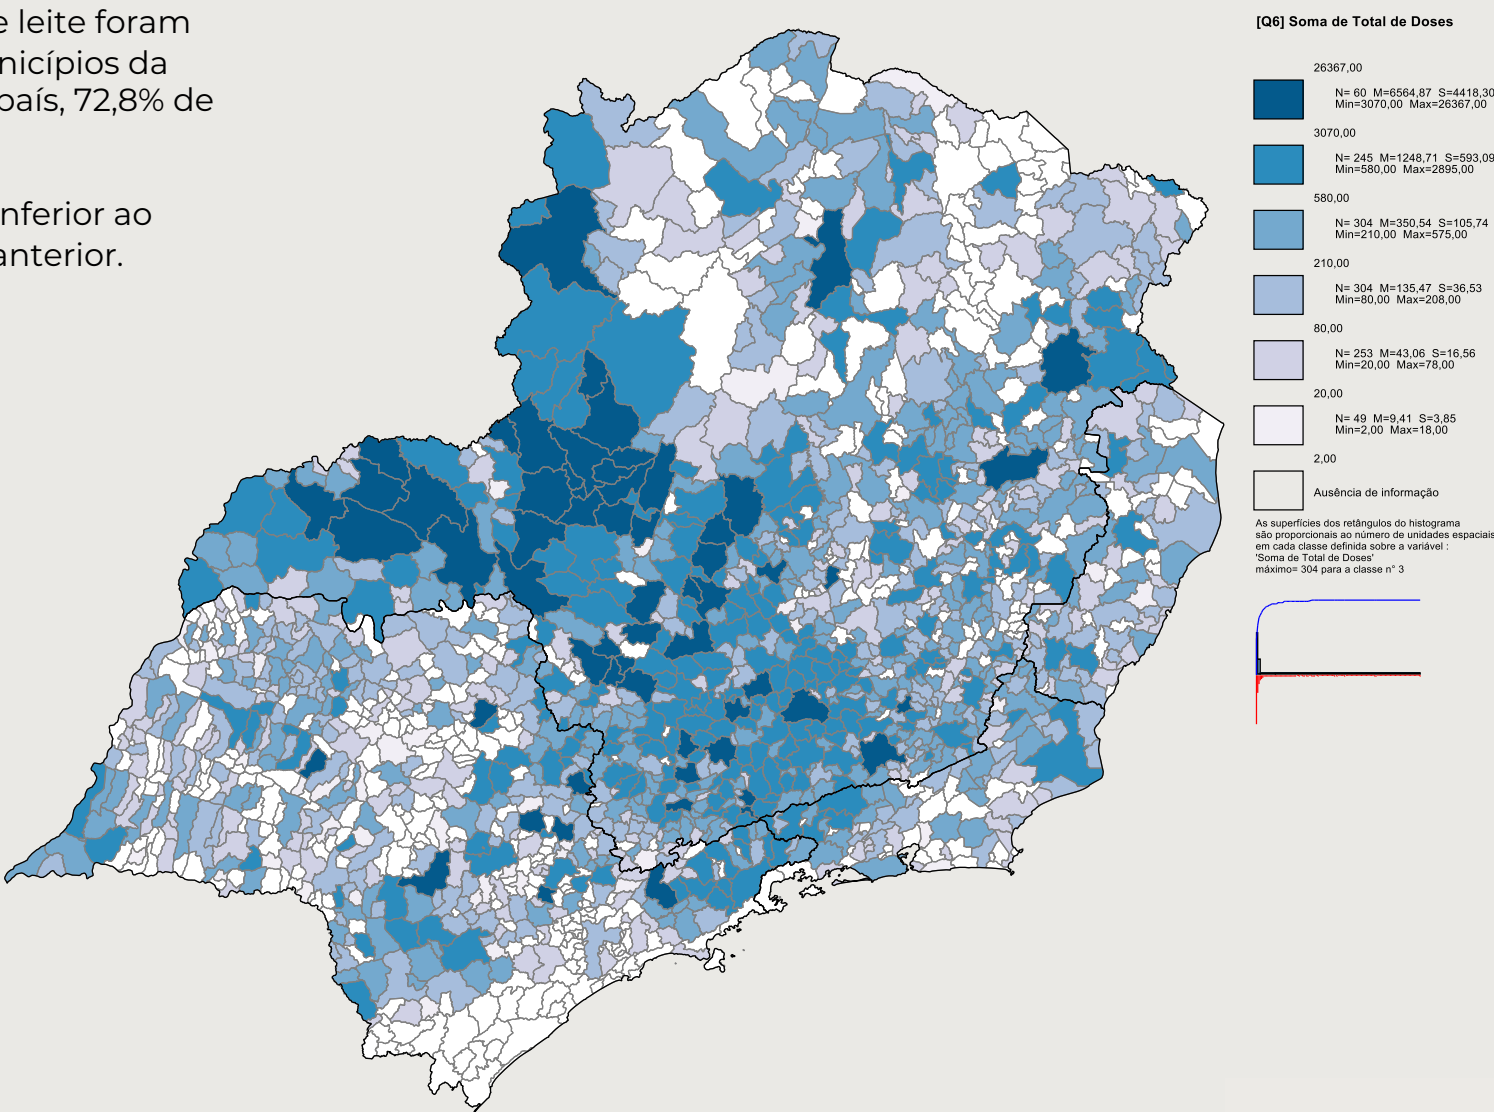 e leite foram
nicípios da
país, 72,8% de
nferior ao
anterior.
[Q6] Soma de Total de Doses
26367,00
N= 60 M=6564,87 S=4418,30
Min=3070,00 Max=26367,00
3070,00
N= 245 M=1248,71 S=593,09
Min=580,00 Max=2895,00
580,00
N= 304 M=350,54 S=105,74
Min=210,00 Max=575,00
210,00
N= 304 M=135,47 S=36,53
Min=80,00 Max=208,00
80,00
N= 253 M=43,06 S=16,56
Min=20,00 Max=78,00
20,00
N= 49 M=9,41 S=3,85
Min=2,00 Max=18,00
2,00
Ausência de informação
As superfícies dos retângulos do histograma
são proporcionais ao número de unidades espaciais
em cada classe definida sobre a variável :
'Soma de Total de Doses'
máximo= 304 para a classe n° 3